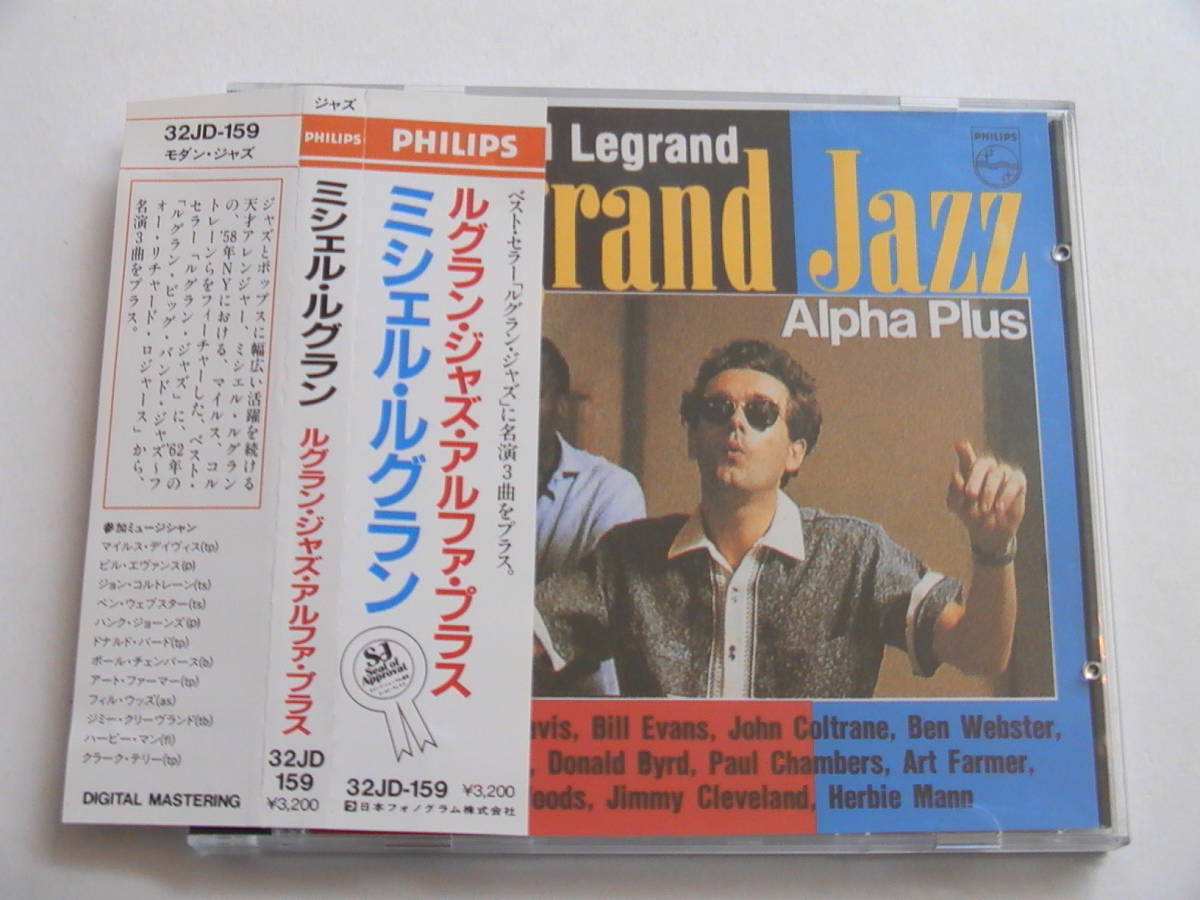 32JD-159
モダン・ジャズ
ジャズとポップスに幅広い活躍を続ける
天才アレンジャー、ミシェル・ルグラン
の、'58年NYにおける、マイルス、コル
トレーンらをフィーチャーした、ベスト・
セラー「ルグラン・ジャズ」に、'62年の
「ルグラン・ビッグ・バンド・ジャズ〜フ
ォー・リチャード・ロジャース」から、
名演3曲をプラス。
参加ミュージシャン
マイルス・デイヴィス(tp)
ビル・エヴァンス(p)
ジョン・コルトレーン(ts)
ベン・ウェブスター(ts)
ハンク・ジョーンズ(p)
ドナルド・バード(tp)
ポール・チェンバース(b)
アート・ファーマー(tp)
フィル・ウッズ(as)
ジミー・クリーヴランド(tb)
ハービー・マン(fl)
クラーク・テリー(tp)
DIGITAL MASTERING
ジャズ
PHILIPS
ミシェル・ルグラン ルグラン・ジャズ・アルファ・プラス
32JD
159
¥3,200
PHILIPS
ベスト・セラー「ルグラン・ジャズ」に名演3曲をプラス。
ルグラン・ジャズ・アルファ・プラス
ミシェル・ルグラン
SJ
Seal of
Approval
32JD-159 ¥3,200
日本フォノグラム株式会社
Legrand
rand Jazz
Alpha Plus
PHILIPS
avis, Bill Evans, John Coltrane, Ben Webster,
, Donald Byrd, Paul Chambers, Art Farmer,
oods, Jimmy Cleveland, Herbie Mann